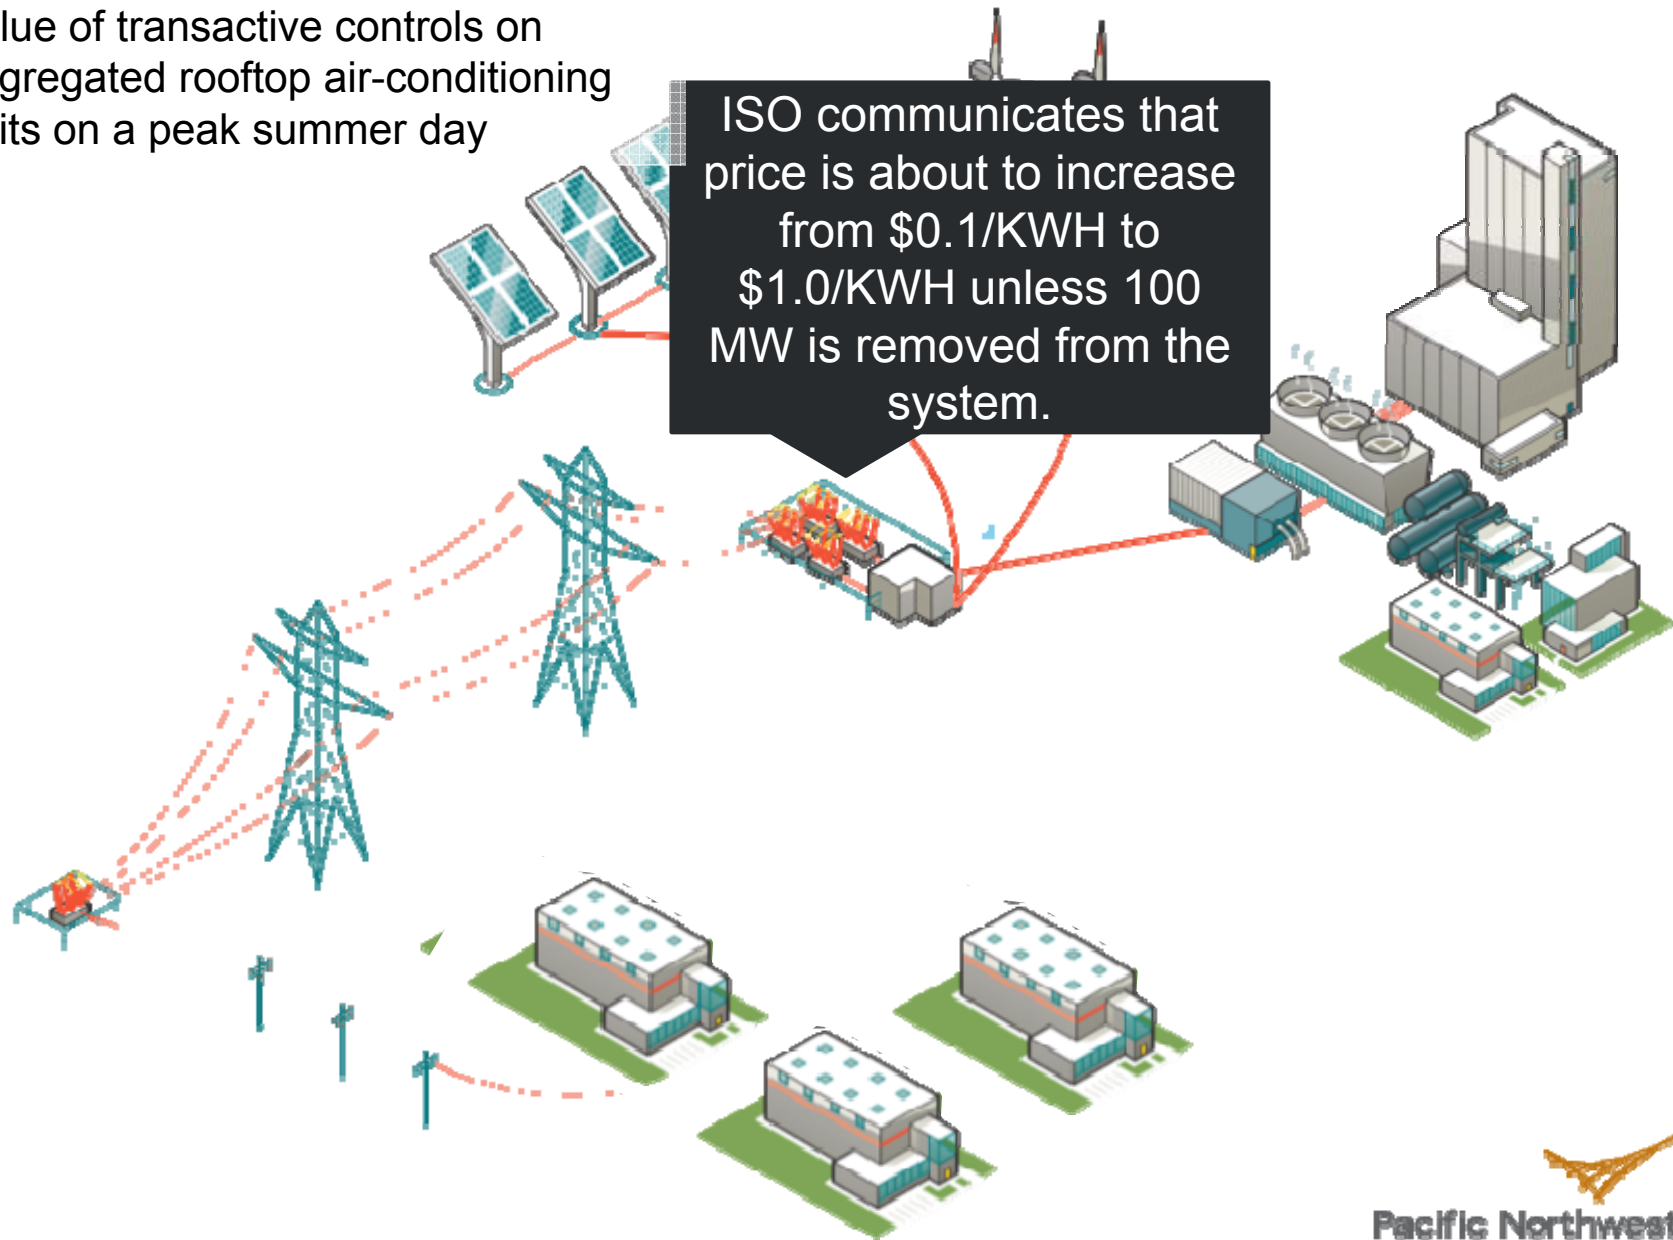 lue of transactive controls on
gregated rooftop air-conditioning
its on a peak summer day
ISO communicates that
price is about to increase
from $0.1/KWH to
$1.0/KWH unless 100
MW is removed from the
system.
Pacific Northwest